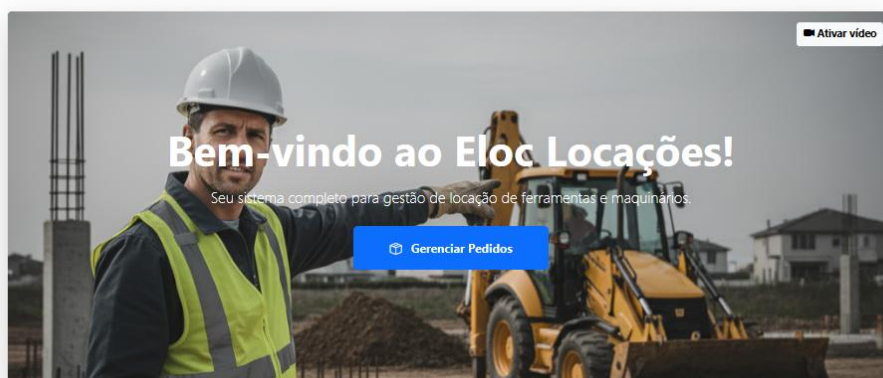 Ativar vídeo
Bem-vindo ao Eloc Locações!
Seu sistema completo para gestão de locação de ferramentas e maquinários.
Gerenciar Pedidos